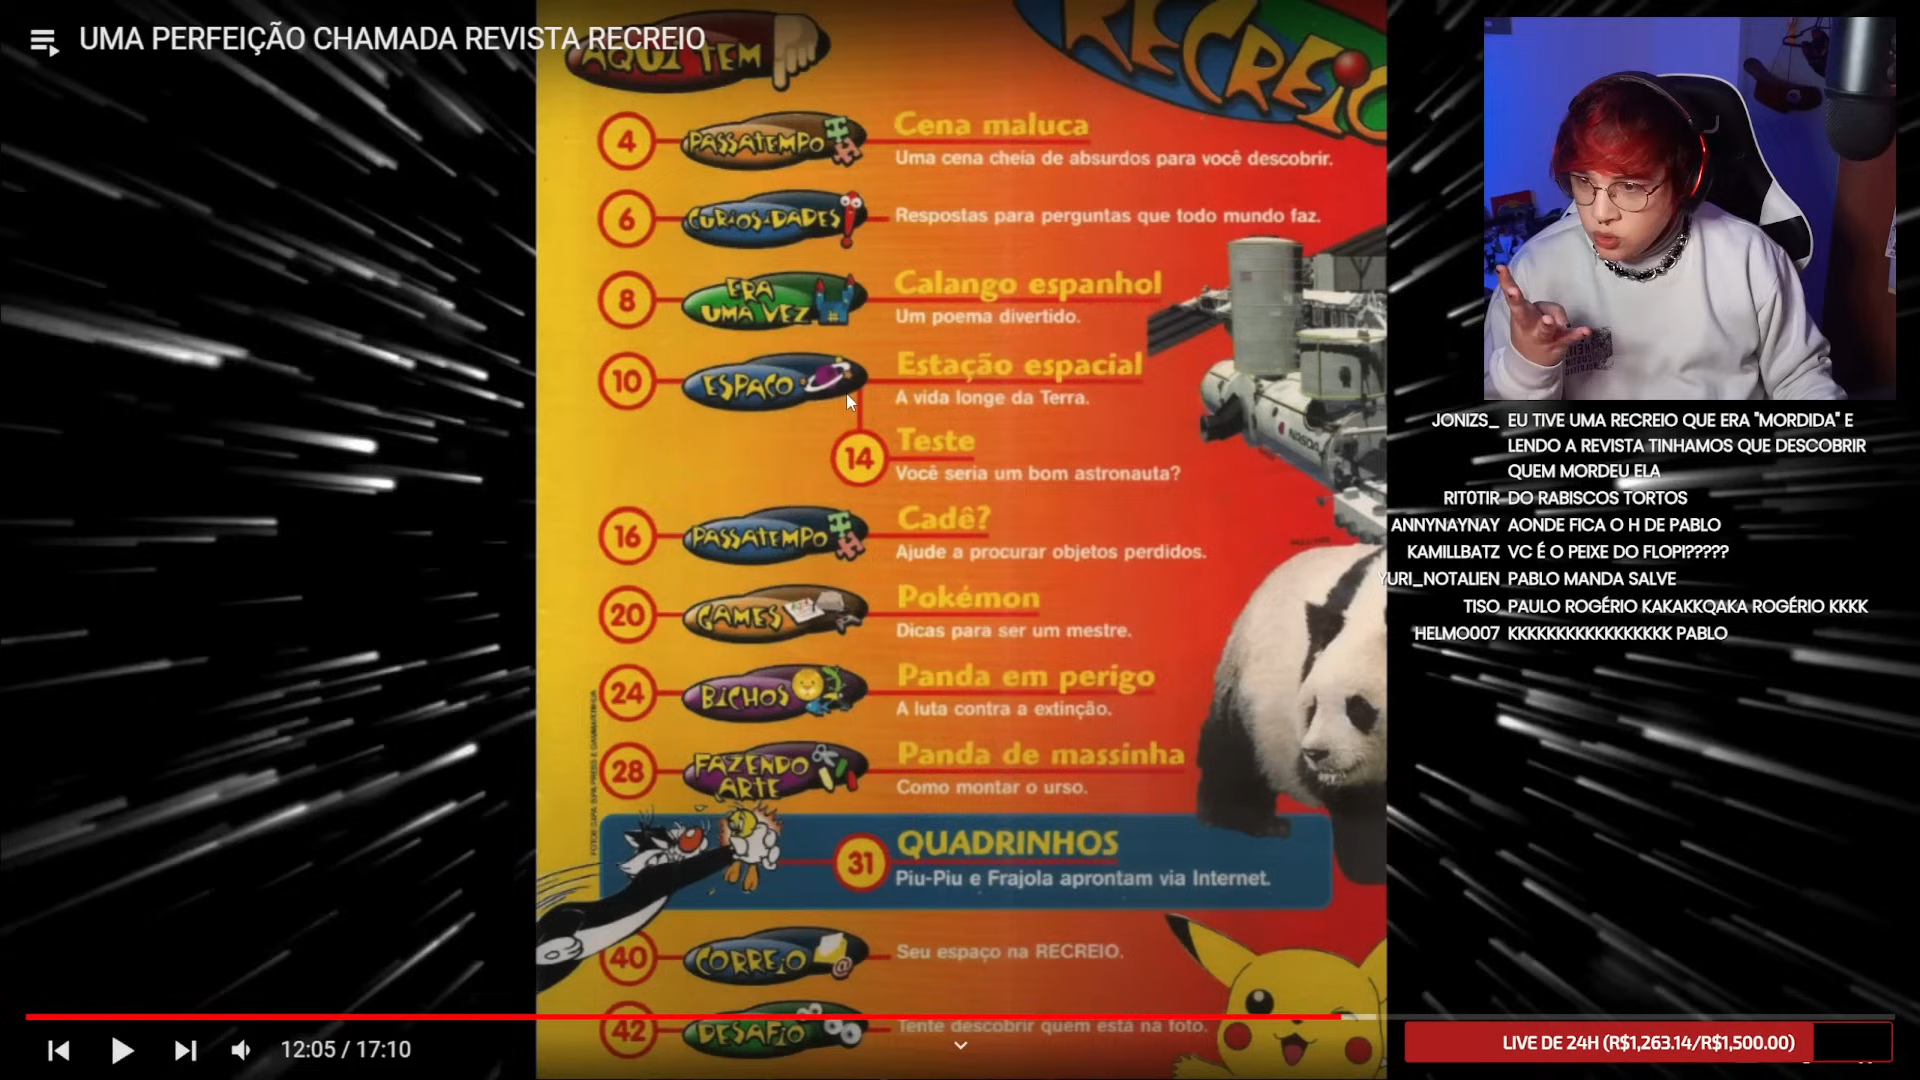 UMA PERFEIÇÃO CHAMADA REVISTA RECREIO
AQUI TEM
RECREIO
4 PASSATEMPO Cena maluca
Uma cena cheia de absurdos para você descobrir.
6 CURIOSIDADES Respostas para perguntas que todo mundo faz.
8 ERA UMA VEZ Calango espanhol
Um poema divertido.
10 ESPAÇO Estação espacial
A vida longe da Terra.
14 Teste
Você seria um bom astronauta?
16 PASSATEMPO Cadê?
Ajude a procurar objetos perdidos.
20 GAMES Pokémon
Dicas para ser um mestre.
24 BICHOS Panda em perigo
A luta contra a extinção.
28 FAZENDO ARTE Panda de massinha
Como montar o urso.
31 QUADRINHOS
Piu-Piu e Frajola aprontam via Internet.
40 CORREIO Seu espaço na RECREIO.
42 DESAFIO Tente descobrir quem está na foto.
12:05 / 17:10
JONIZS_ EU TIVE UMA RECREIO QUE ERA "MORDIDA" E
LENDO A REVISTA TINHAMOS QUE DESCOBRIR
QUEM MORDEU ELA
RIT0TIR DO RABISCOS TORTOS
ANNYNAYNAY AONDE FICA O H DE PABLO
KAMILLBATZ VC É O PEIXE DO FLOPI?????
YURI_NOTALIEN PABLO MANDA SALVE
TISO PAULO ROGÉRIO KAKAKKQAKA ROGÉRIO KKKK
HELMO007 KKKKKKKKKKKKKKKKK PABLO
LIVE DE 24H (R$1,263.14/R$1,500.00)